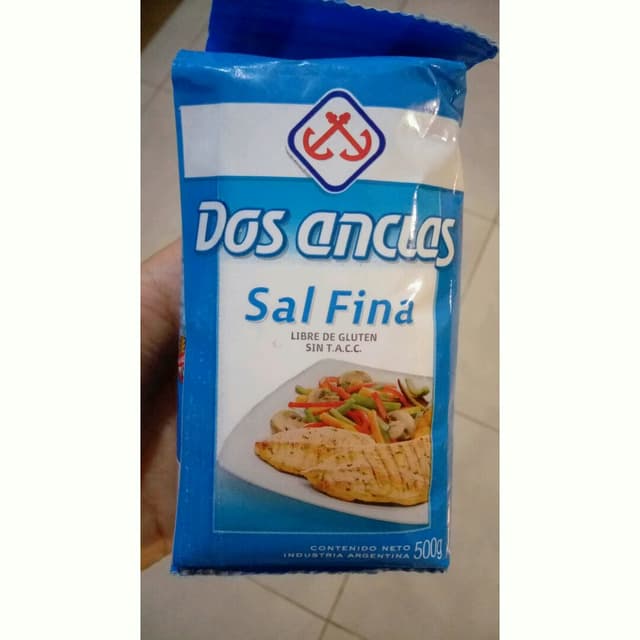 Dos anclas
Sal Fina
LIBRE DE GLUTEN
SIN T.A.C.C.
CONTENIDO NETO
INDUSTRIA ARGENTINA 500g